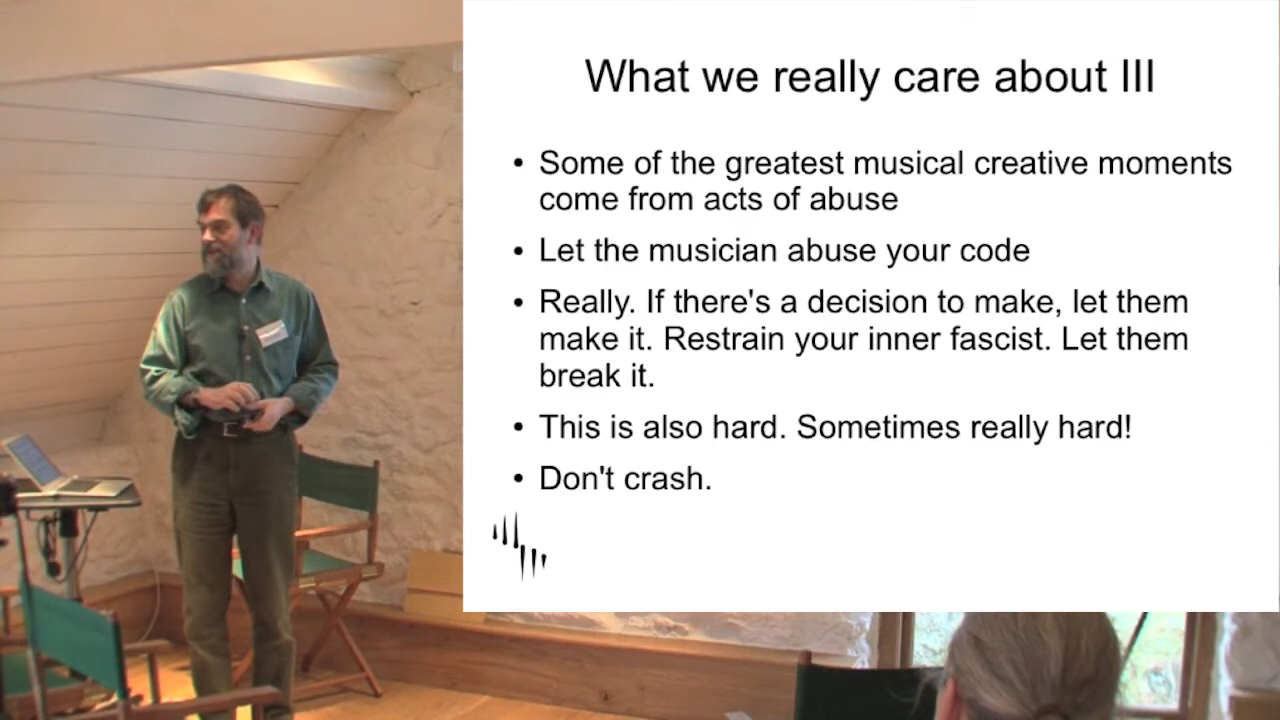 What we really care about III
• Some of the greatest musical creative moments
come from acts of abuse
• Let the musician abuse your code
• Really. If there's a decision to make, let them
make it. Restrain your inner fascist. Let them
break it.
• This is also hard. Sometimes really hard!
• Don't crash.